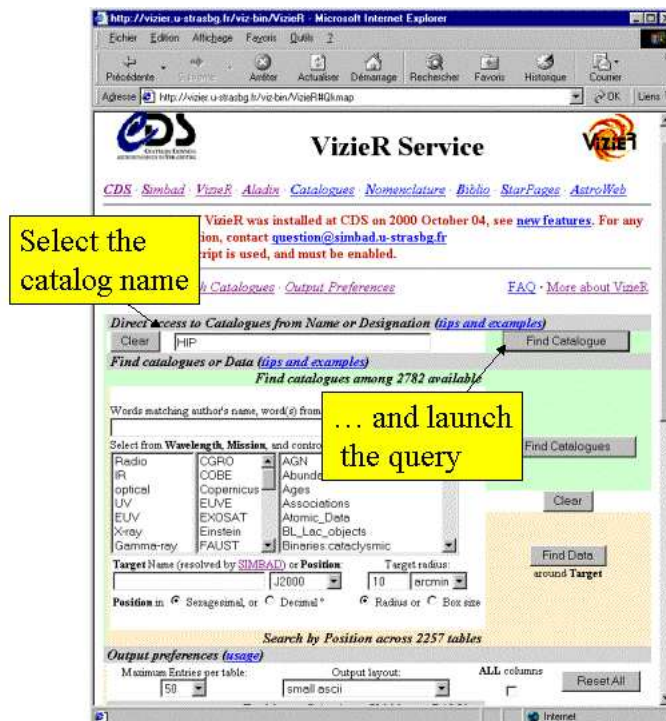 http://vizier.u-strasbg.fr/viz-bin/VizieR - Microsoft Internet Explorer
Fichier Edition Affichage Favoris Outils ?
Précédente Arrêter Actualiser Démarrage Rechercher Favoris Historique Courrier
Adresse http://vizier.u-strasbg.fr/viz-bin/VizieR#Qkmap OK Liens
CDS VizieR Service VizieR
CDS · Simbad · VizieR · Aladin · Catalogues · Nomenclature · Biblio · StarPages · AstroWeb
VizieR was installed at CDS on 2000 October 04, see new features. For any
tion, contact question@simbad.u-strasbg.fr
cript is used, and must be enabled.
Select the
catalog name
Catalogues · Output Preferences FAQ · More about VizieR
Direct access to Catalogues from Name or Designation (tips and examples)
Clear HIP Find Catalogue
Find catalogues or Data (tips and examples)
Find catalogues among 2782 available
… and launch
the query
Words matching author's name, word(s) from
Select from Wavelength, Mission, and contro
Radio CGRO AGN
IR COBE Abunda
optical Copernicus Ages
UV EUVE Associations
EUV EXOSAT Atomic_Data
X-ray Einstein BL_Lac_objects
Gamma-ray FAUST Binaries:cataclysmic
Find Catalogues
Clear
Find Data
around Target
Target Name (resolved by SIMBAD) or Position: Target radius:
J2000 10 arcmin
Position in Sexagesimal, or Decimal * Radius or Box size
Search by Position across 2257 tables
Output preferences (usage)
Maximum Entries per table: Output layout: ALL columns
50 small ascii Reset All
Internet